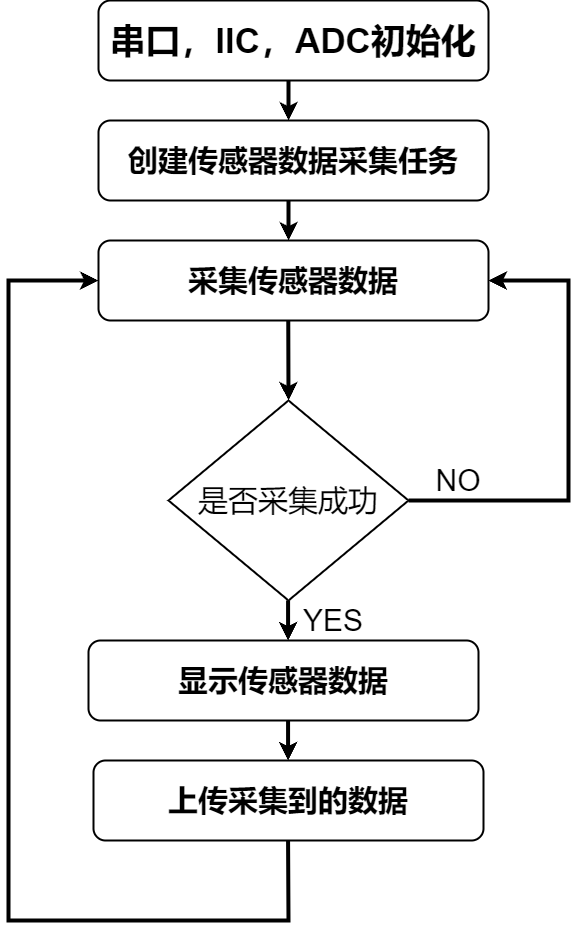 串口，IIC，ADC初始化
创建传感器数据采集任务
采集传感器数据
是否采集成功
NO
YES
显示传感器数据
上传采集到的数据